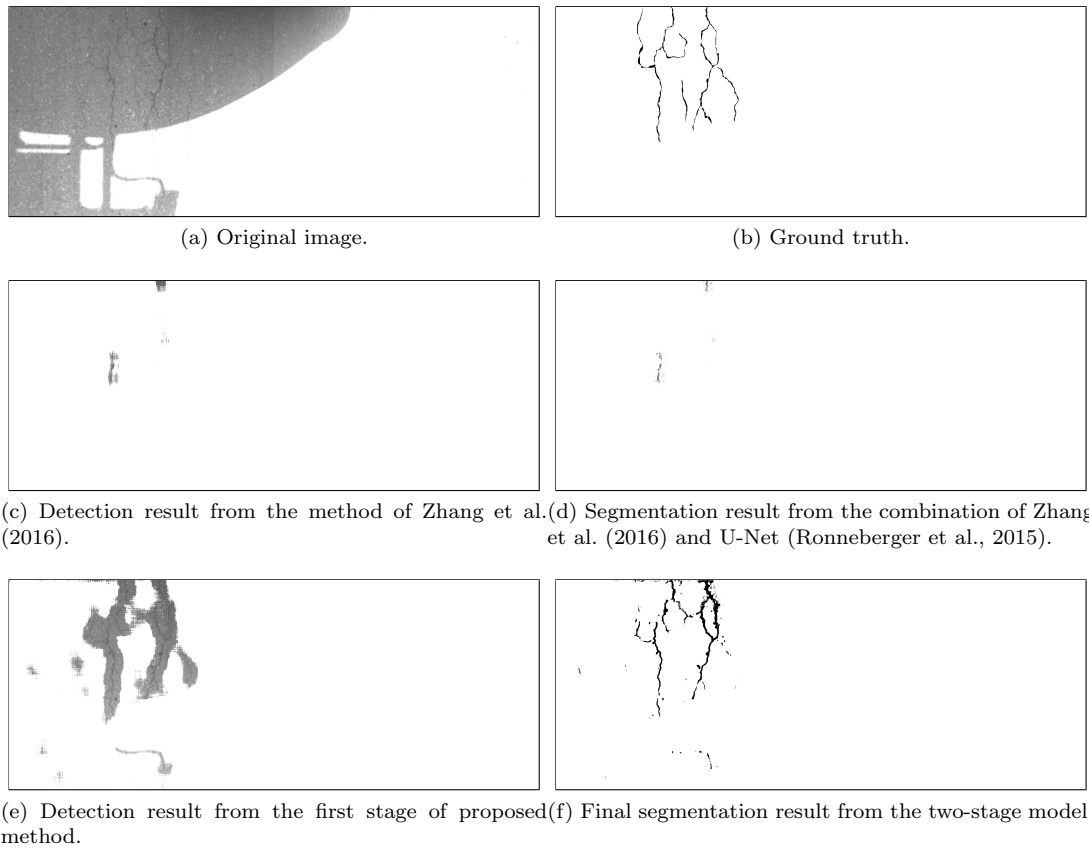 (a) Original image.
(b) Ground truth.
(c) Detection result from the method of Zhang et al. (2016).
(d) Segmentation result from the combination of Zhang et al. (2016) and U-Net (Ronneberger et al., 2015).
(e) Detection result from the first stage of proposed method.
(f) Final segmentation result from the two-stage model